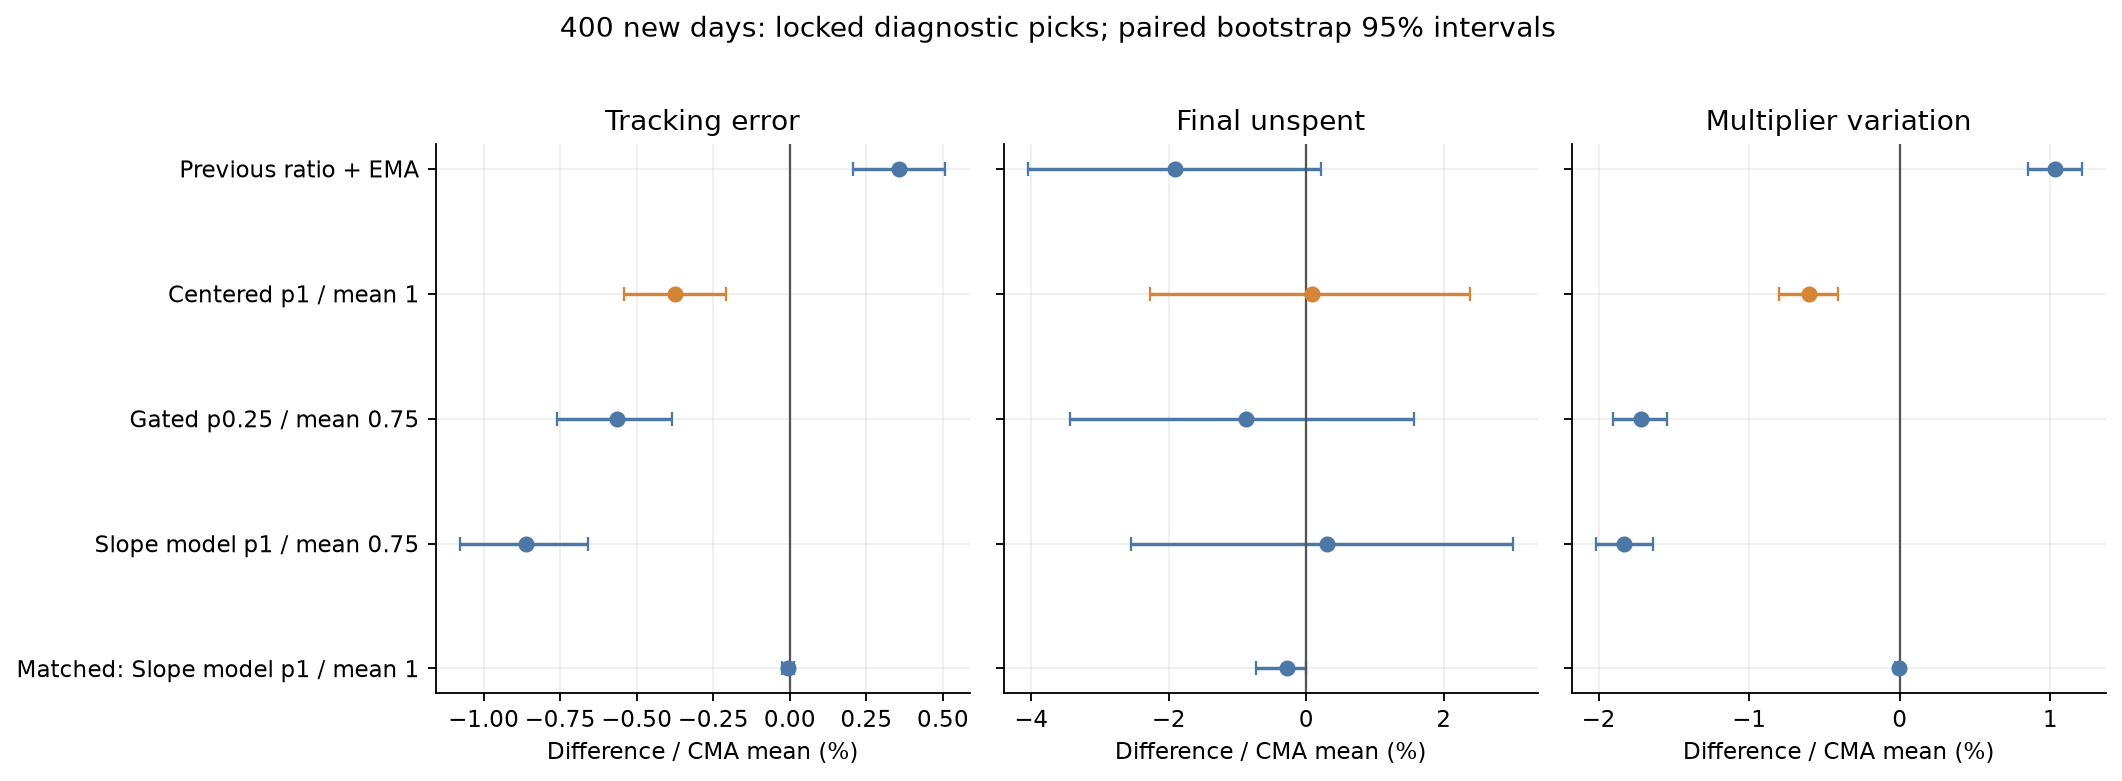 400 new days: locked diagnostic picks; paired bootstrap 95% intervals
Tracking error
Final unspent
Multiplier variation
Previous ratio + EMA
Centered p1 / mean 1
Gated p0.25 / mean 0.75
Slope model p1 / mean 0.75
Matched: Slope model p1 / mean 1
−1.00 −0.75 −0.50 −0.25 0.00 0.25 0.50
−4 −2 0 2
−2 −1 0 1
Difference / CMA mean (%)
Difference / CMA mean (%)
Difference / CMA mean (%)